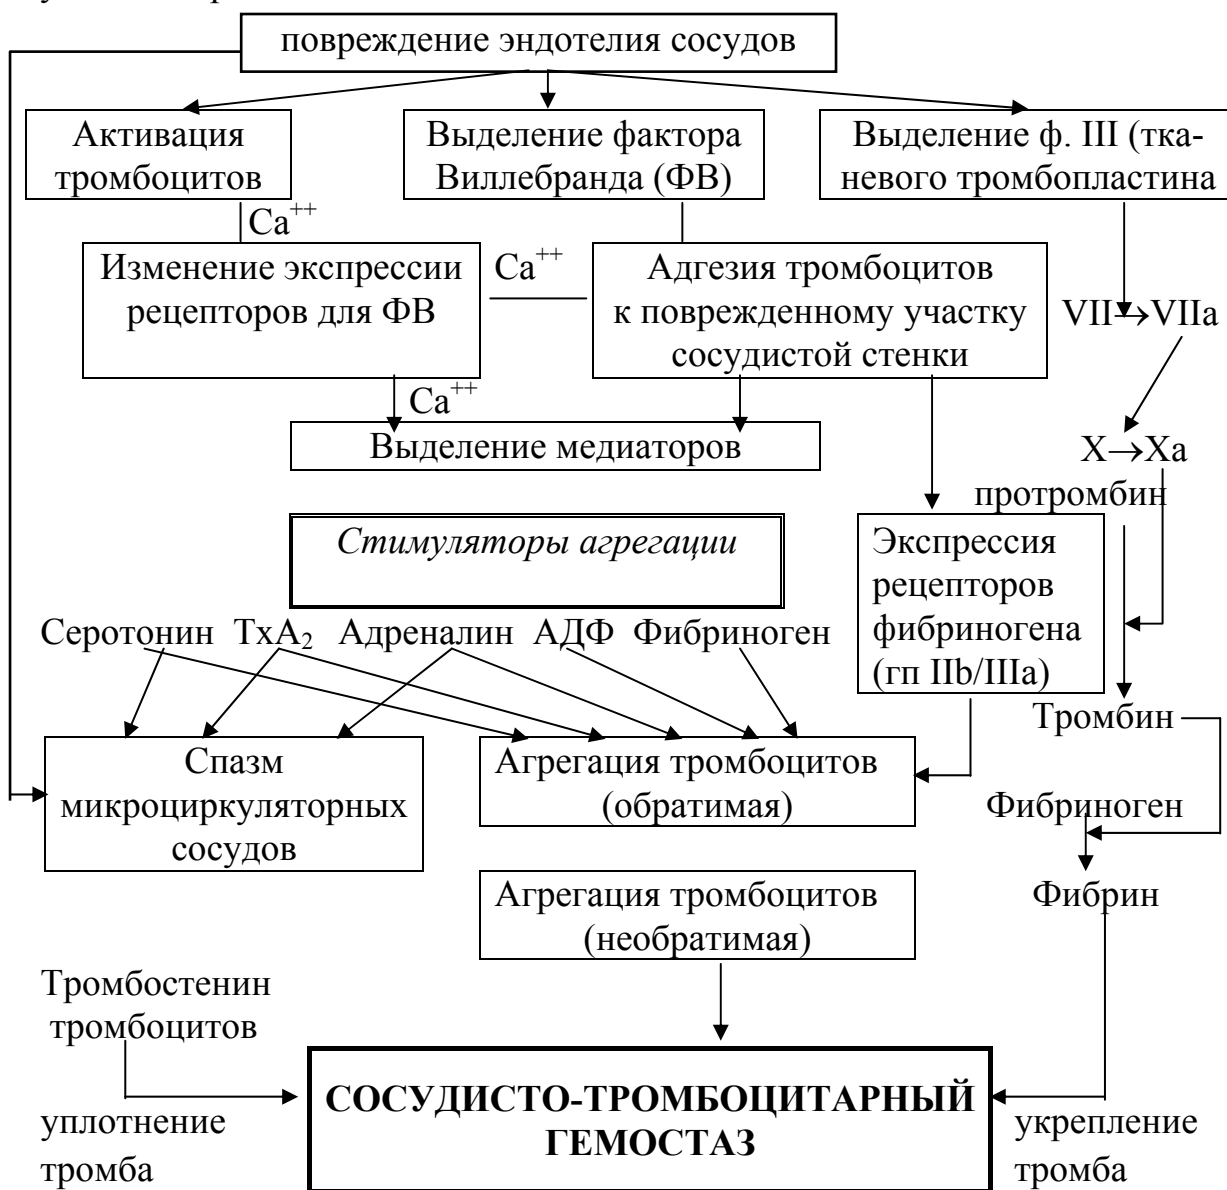 повреждение эндотелия сосудов
Активация
тромбоцитов
Выделение фактора
Виллебранда (ФВ)
Выделение ф. III (тка-
невого тромбопластина
Ca⁺⁺
Изменение экспрессии
рецепторов для ФВ
Ca⁺⁺
Адгезия тромбоцитов
к поврежденному участку
сосудистой стенки
VII→VIIa
Ca⁺⁺
Выделение медиаторов
X→Xa
протромбин
Стимуляторы агрегации
Экспрессия
рецепторов
фибриногена
(гп IIb/IIIa)
Серотонин TxA₂ Адреналин АДФ Фибриноген
Тромбин
Спазм
микроциркуляторных
сосудов
Агрегация тромбоцитов
(обратимая)
Фибриноген
Агрегация тромбоцитов
(необратимая)
Фибрин
Тромбостенин
тромбоцитов
СОСУДИСТО-ТРОМБОЦИТАРНЫЙ
ГЕМОСТАЗ
уплотнение
тромба
укрепление
тромба